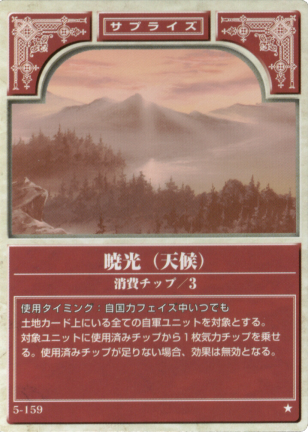 サプライズ
暁光（天候）
消費チップ／3
使用タイミング：自国力フェイズ中いつでも
土地カード上にいる全ての自軍ユニットを対象とする。
対象ユニットに使用済みチップから1枚気力チップを乗せ
る。使用済みチップが足りない場合、効果は無効となる。
5-159
★